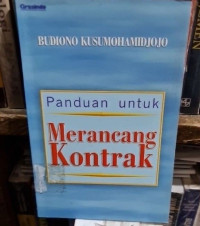 Grasindo
BUDIONO KUSUMOHAMIDJOJO
Panduan untuk
Merancang
Kontrak